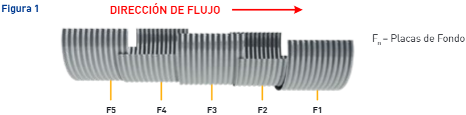 Figura 1
DIRECCIÓN DE FLUJO
Fn – Placas de Fondo
F5 F4 F3 F2 F1